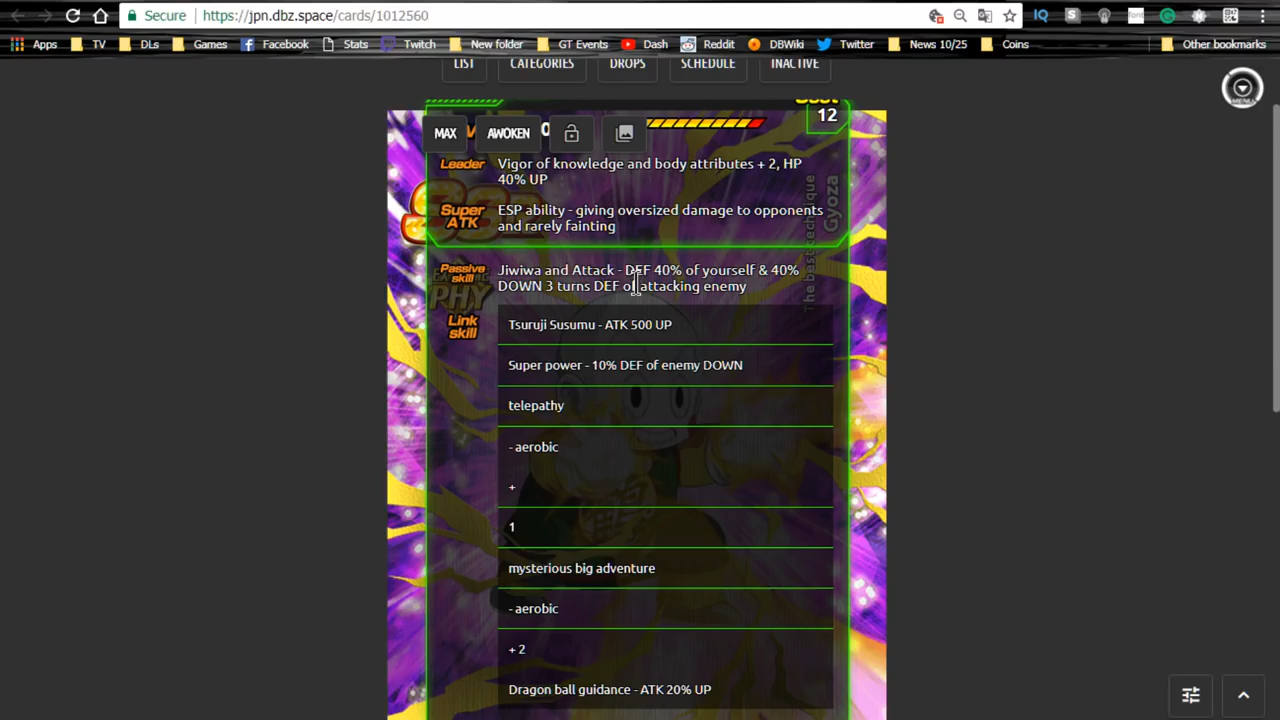 Secure https://jpn.dbz.space/cards/1012560
Apps TV DLs Games Facebook Stats Twitch New folder GT Events Dash Reddit DBWiki Twitter News 10/25 Coins Other bookmarks
LIST CATEGORIES DROPS SCHEDULE INACTIVE
MENU
Cost
12
MAX AWOKEN
Leader Vigor of knowledge and body attributes + 2, HP
40% UP
Super ATK ESP ability - giving oversized damage to opponents
and rarely fainting
The best technique
Gyoza
Passive skill Jiwiwa and Attack - DEF 40% of yourself & 40%
DOWN 3 turns DEF of attacking enemy
PHY
Link skill
Tsuruji Susumu - ATK 500 UP
Super power - 10% DEF of enemy DOWN
telepathy
- aerobic
+
1
mysterious big adventure
- aerobic
+ 2
Dragon ball guidance - ATK 20% UP